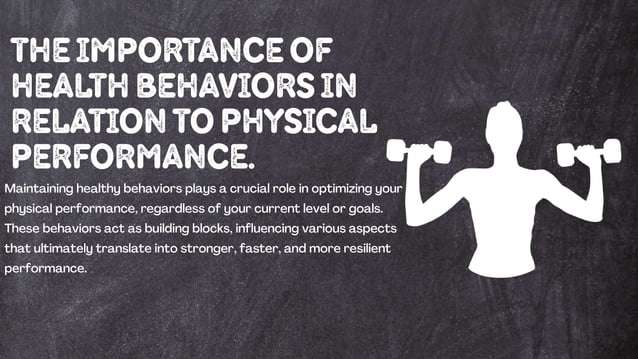 THE IMPORTANCE OF
HEALTH BEHAVIORS IN
RELATION TO PHYSICAL
PERFORMANCE.
Maintaining healthy behaviors plays a crucial role in optimizing your
physical performance, regardless of your current level or goals.
These behaviors act as building blocks, influencing various aspects
that ultimately translate into stronger, faster, and more resilient
performance.